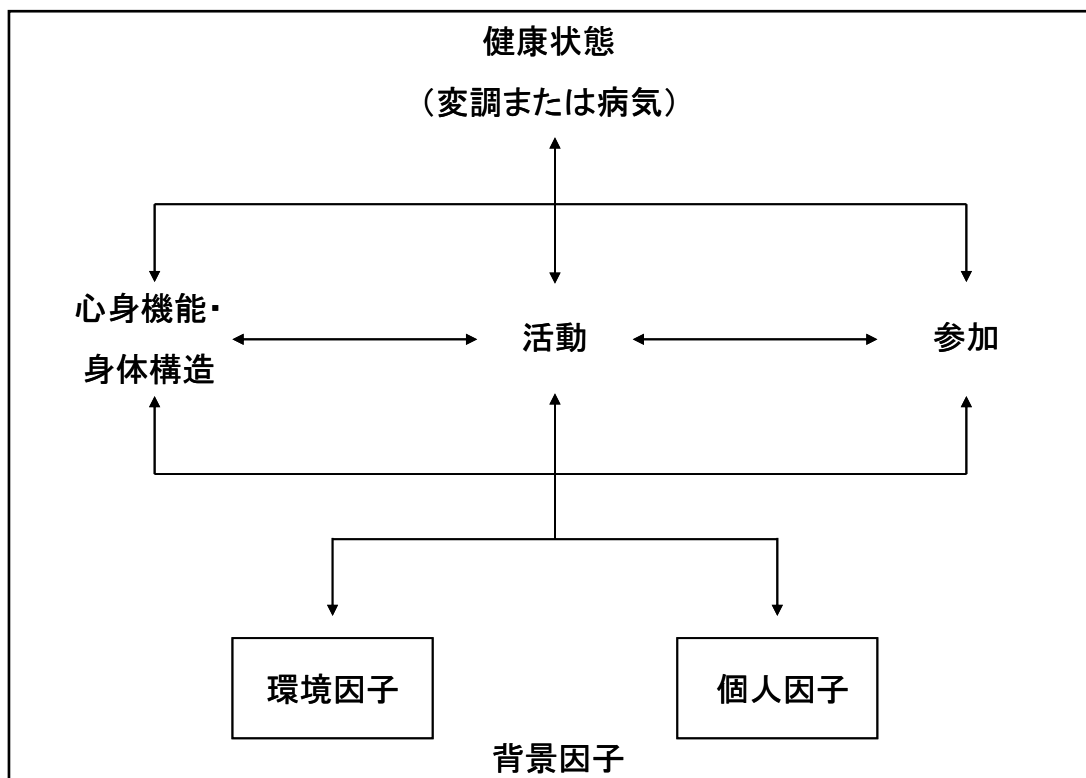 健康状態
（変調または病気）
心身機能・
身体構造
活動
参加
環境因子
個人因子
背景因子